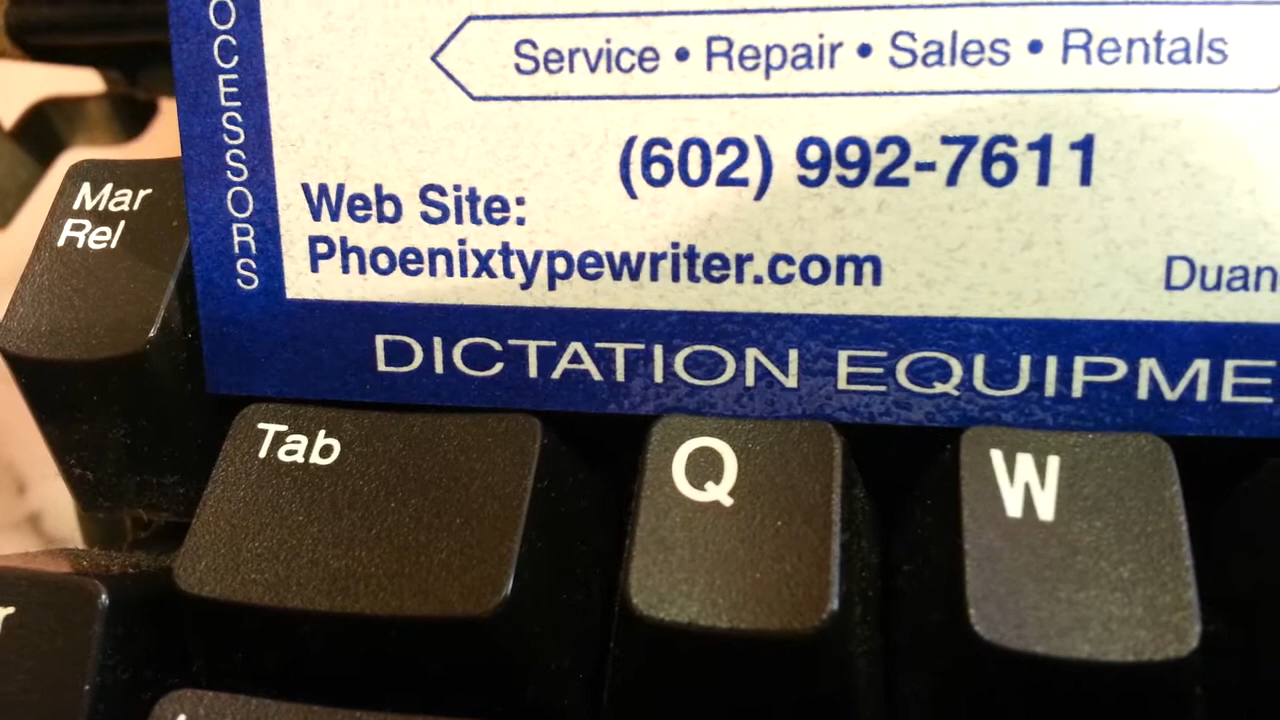 OCESSORS
Service • Repair • Sales • Rentals
(602) 992-7611
Web Site:
Phoenixtypewriter.com
Duan
DICTATION EQUIPME
Mar
Rel
Tab
Q
W